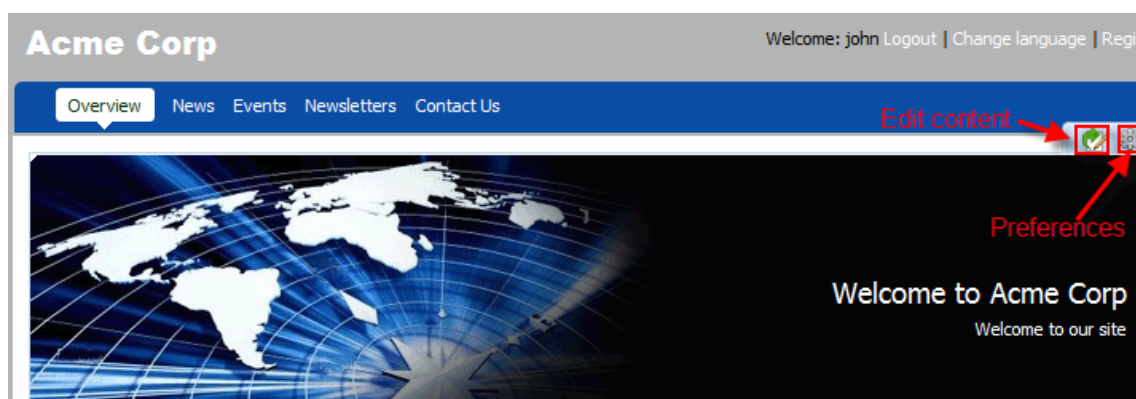 Acme Corp
Welcome: john Logout | Change language | Regi
Overview News Events Newsletters Contact Us
Edit content
Preferences
Welcome to Acme Corp
Welcome to our site